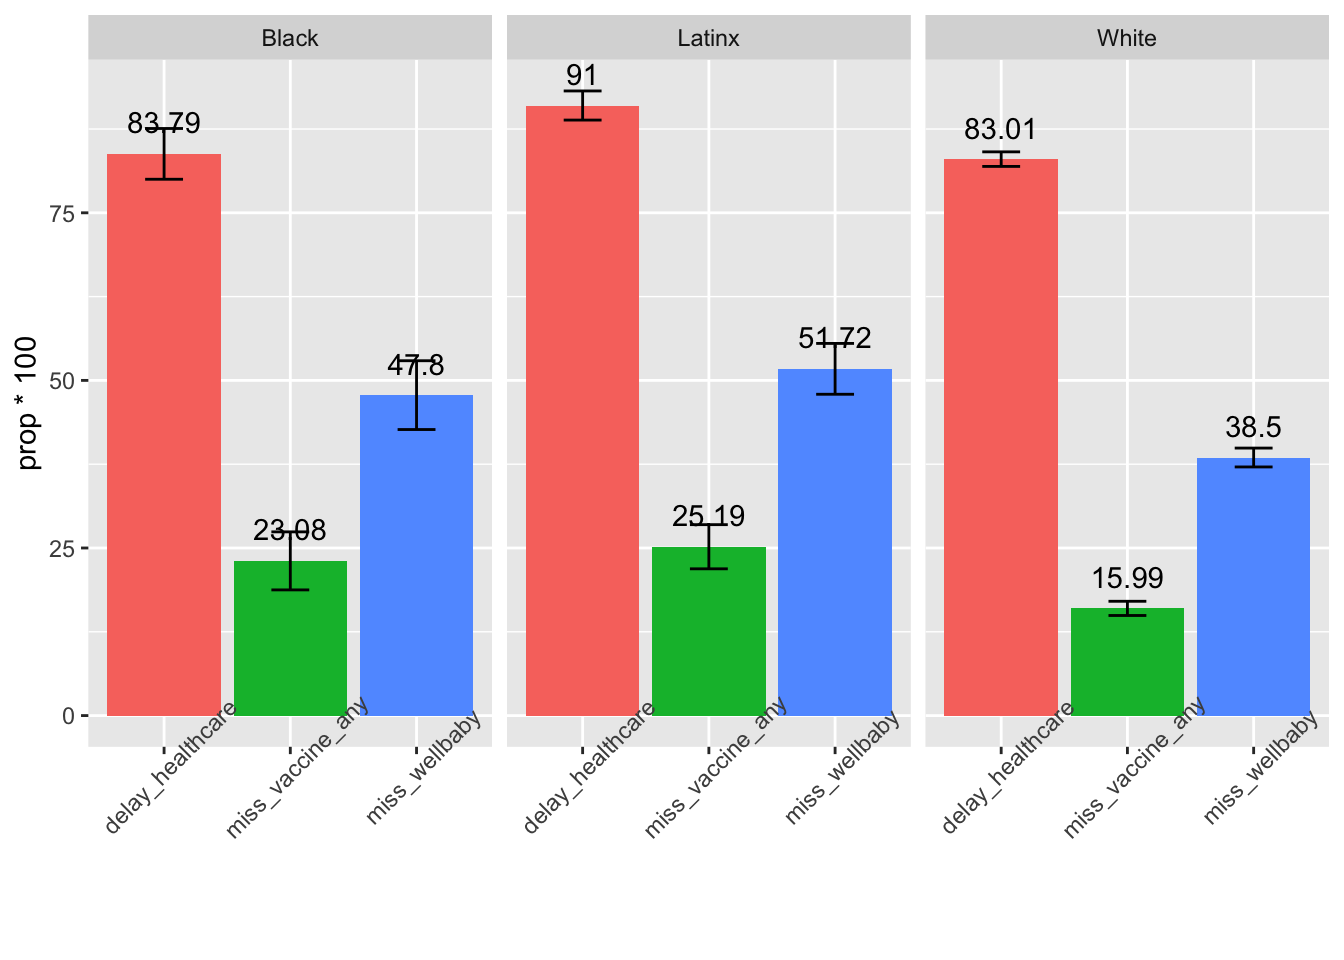 Black Latinx White
83.79 23.08 47.8
91 25.19 51.72
83.01 15.99 38.5
prop * 100
75
50
25
0
delay_healthcare miss_vaccine_any miss_wellbaby
delay_healthcare miss_vaccine_any miss_wellbaby
delay_healthcare miss_vaccine_any miss_wellbaby